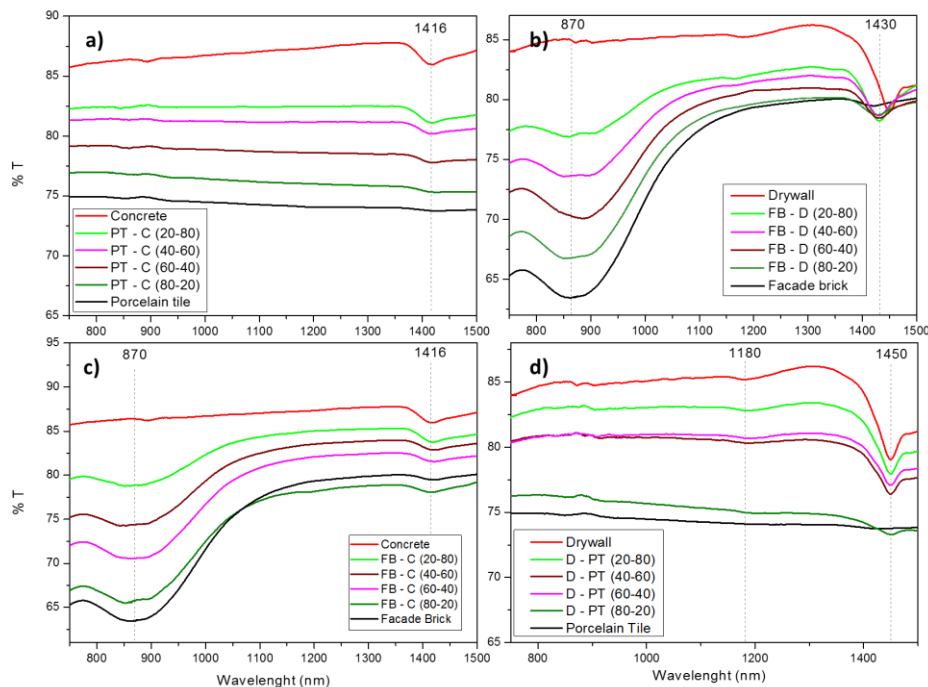 a)
1416
% T
90
85
80
75
70
65
Concrete
PT - C (20-80)
PT - C (40-60)
PT - C (60-40)
PT - C (80-20)
Porcelain tile
800 900 1000 1100 1200 1300 1400 1500
b)
870
1430
85
80
75
70
65
Drywall
FB - D (20-80)
FB - D (40-60)
FB - D (60-40)
FB - D (80-20)
Facade brick
800 900 1000 1100 1200 1300 1400 1500
c)
870
1416
% T
95
90
85
80
75
70
65
Concrete
FB - C (20-80)
FB - C (40-60)
FB - C (60-40)
FB - C (80-20)
Facade Brick
800 900 1000 1100 1200 1300 1400 1500
Wavelenght (nm)
d)
1180
1450
85
80
75
70
65
Drywall
D - PT (20-80)
D - PT (40-60)
D - PT (60-40)
D - PT (80-20)
Porcelain Tile
800 900 1000 1100 1200 1300 1400 1500
Wavelenght (nm)